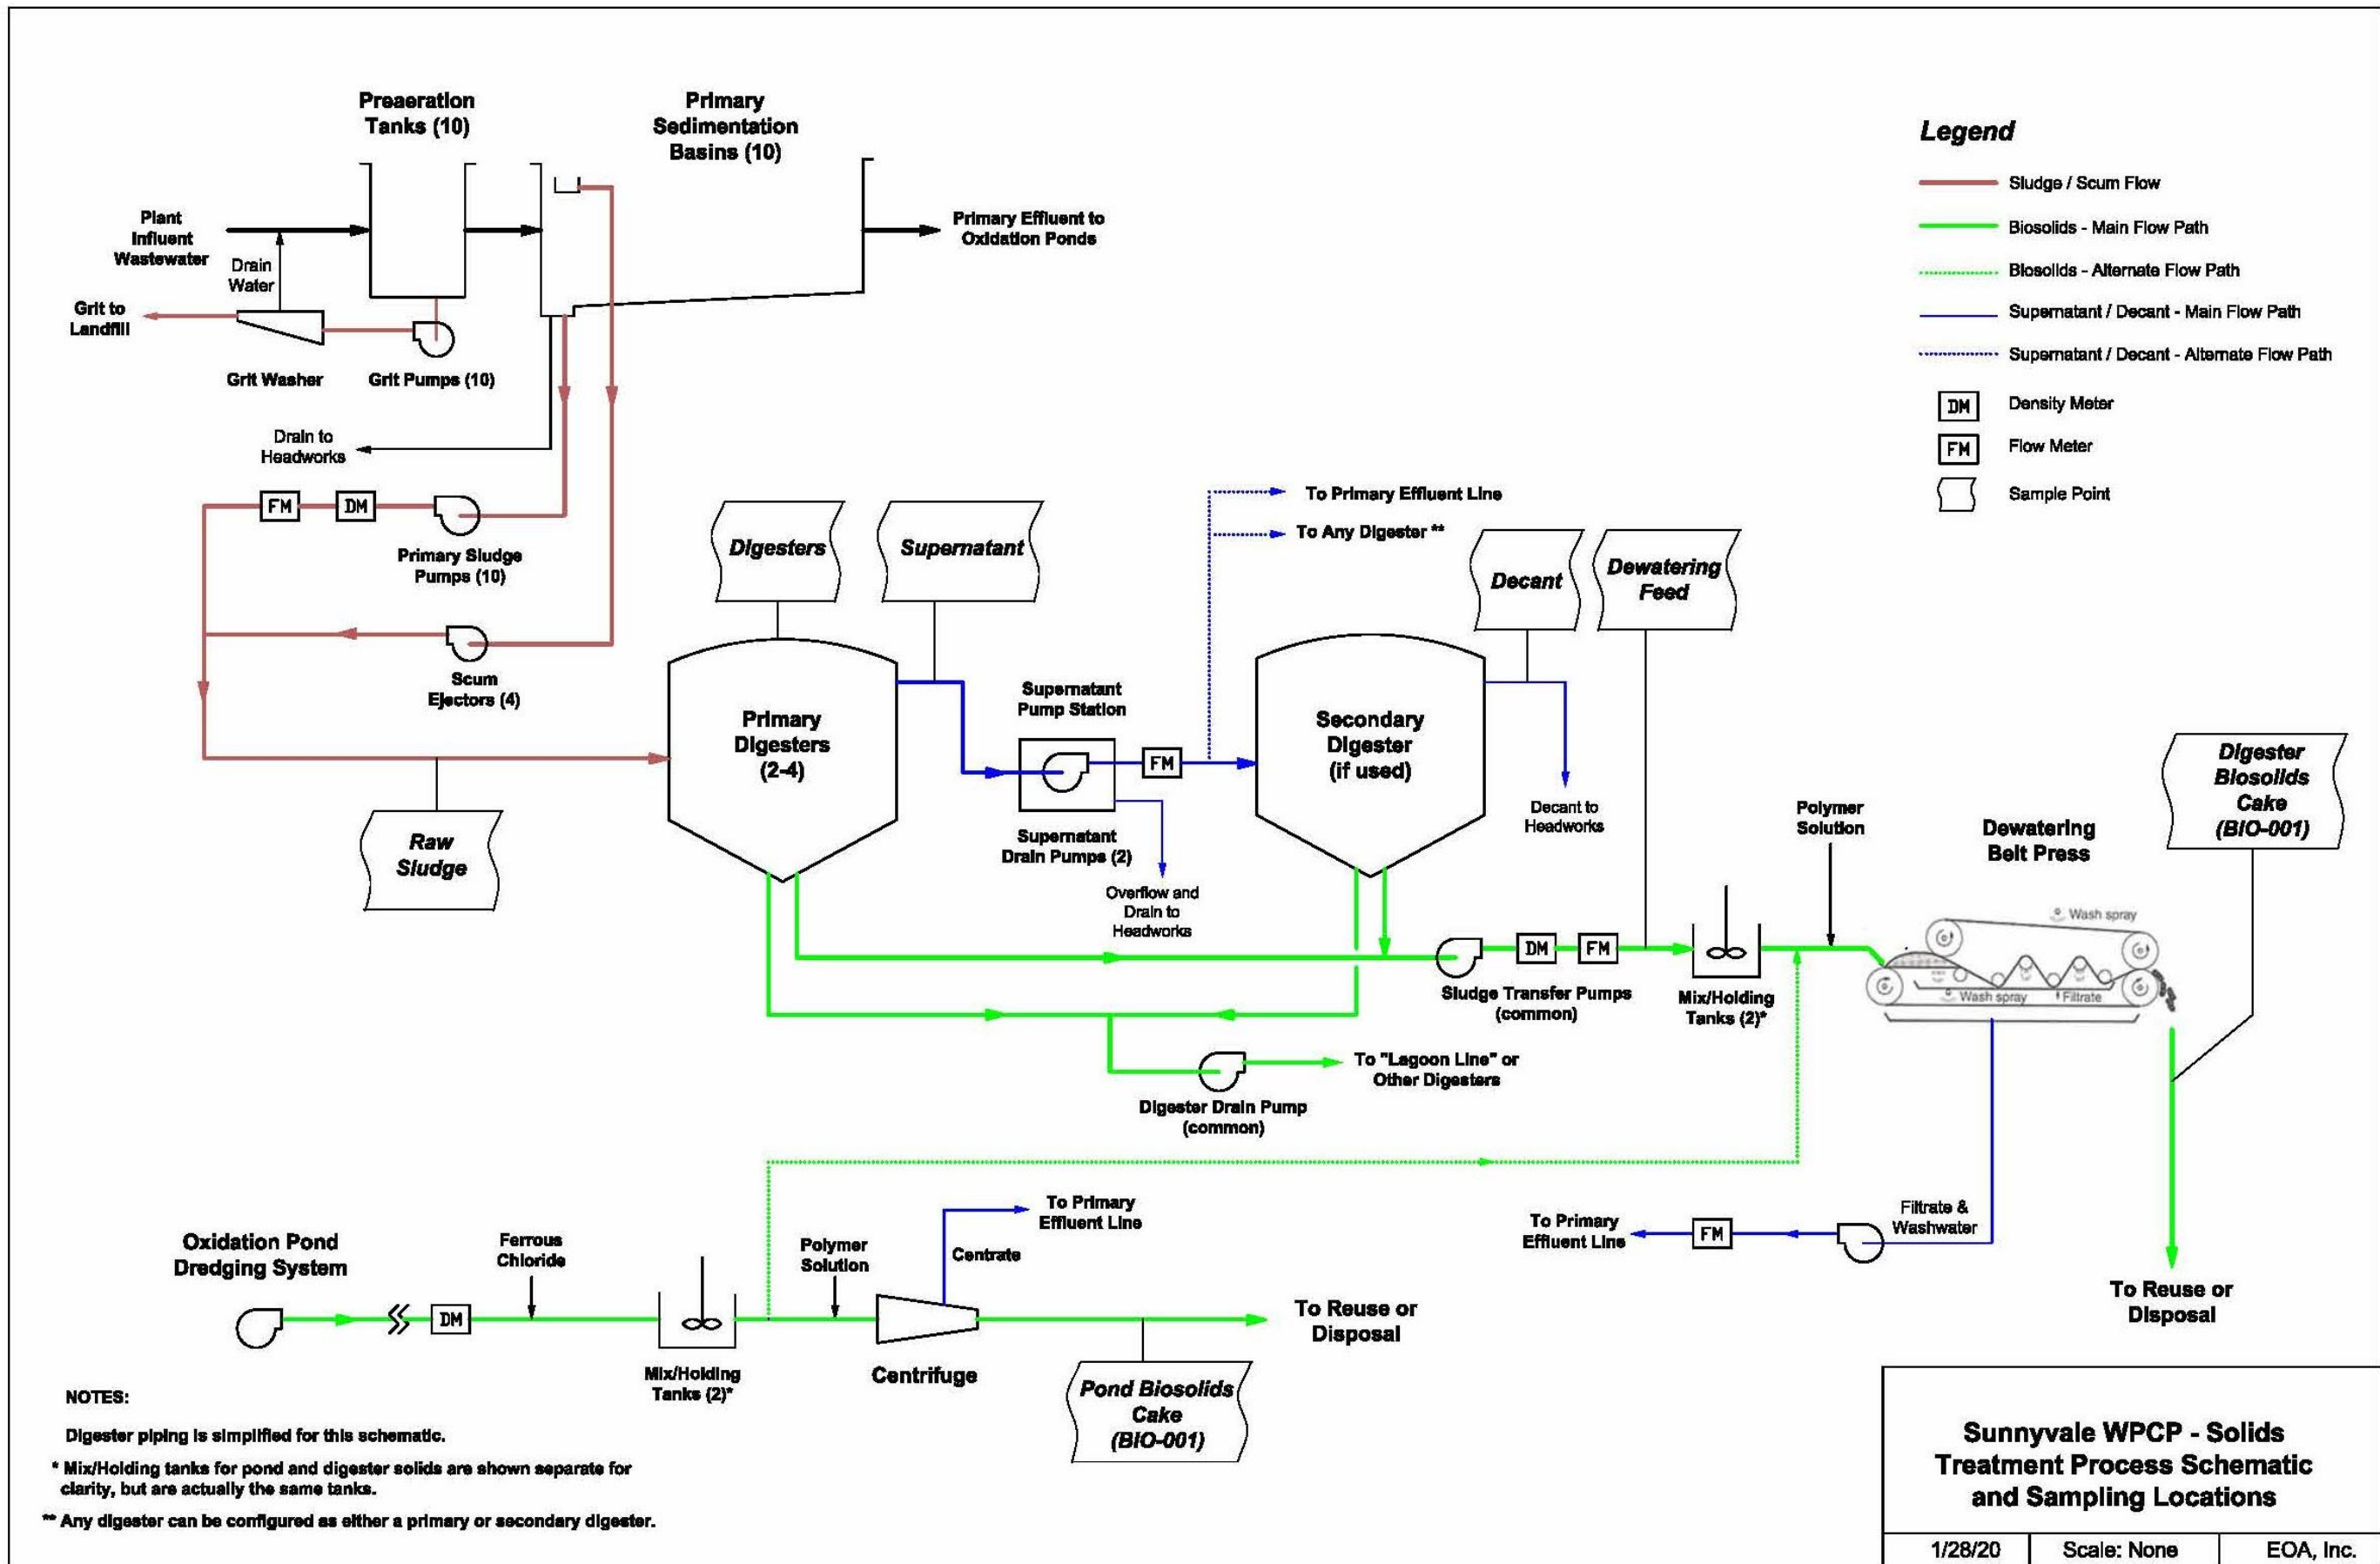 Preaeration
Tanks (10)
Primary
Sedimentation
Basins (10)
Plant
Influent
Wastewater
Drain
Water
Primary Effluent to
Oxidation Ponds
Grit to
Landfill
Grit Washer
Grit Pumps (10)
Drain to
Headworks
FM
DM
Primary Sludge
Pumps (10)
Scum
Ejectors (4)
Raw
Sludge
Legend
Sludge / Scum Flow
Biosolids - Main Flow Path
Biosolids - Alternate Flow Path
Supernatant / Decant - Main Flow Path
Supernatant / Decant - Alternate Flow Path
DM
Density Meter
FM
Flow Meter
Sample Point
Digesters
Supernatant
To Primary Effluent Line
To Any Digester **
Decant
Dewatering
Feed
Primary
Digesters
(2-4)
Supernatant
Pump Station
FM
Supernatant
Drain Pumps (2)
Overflow and
Drain to
Headworks
Secondary
Digester
(if used)
Decant to
Headworks
Polymer
Solution
Dewatering
Belt Press
Digester
Biosolids
Cake
(BIO-001)
DM
FM
Sludge Transfer Pumps
(common)
Mix/Holding
Tanks (2)*
Wash spray
Wash spray
Filtrate
To "Lagoon Line" or
Other Digesters
Digester Drain Pump
(common)
To Primary
Effluent Line
FM
Filtrate &
Washwater
To Reuse or
Disposal
Oxidation Pond
Dredging System
DM
Ferrous
Chloride
Mix/Holding
Tanks (2)*
Polymer
Solution
To Primary
Effluent Line
Centrate
Centrifuge
To Reuse or
Disposal
Pond Biosolids
Cake
(BIO-001)
NOTES:
Digester piping is simplified for this schematic.
* Mix/Holding tanks for pond and digester solids are shown separate for
clarity, but are actually the same tanks.
** Any digester can be configured as either a primary or secondary digester.
Sunnyvale WPCP - Solids
Treatment Process Schematic
and Sampling Locations
1/28/20
Scale: None
EOA, Inc.